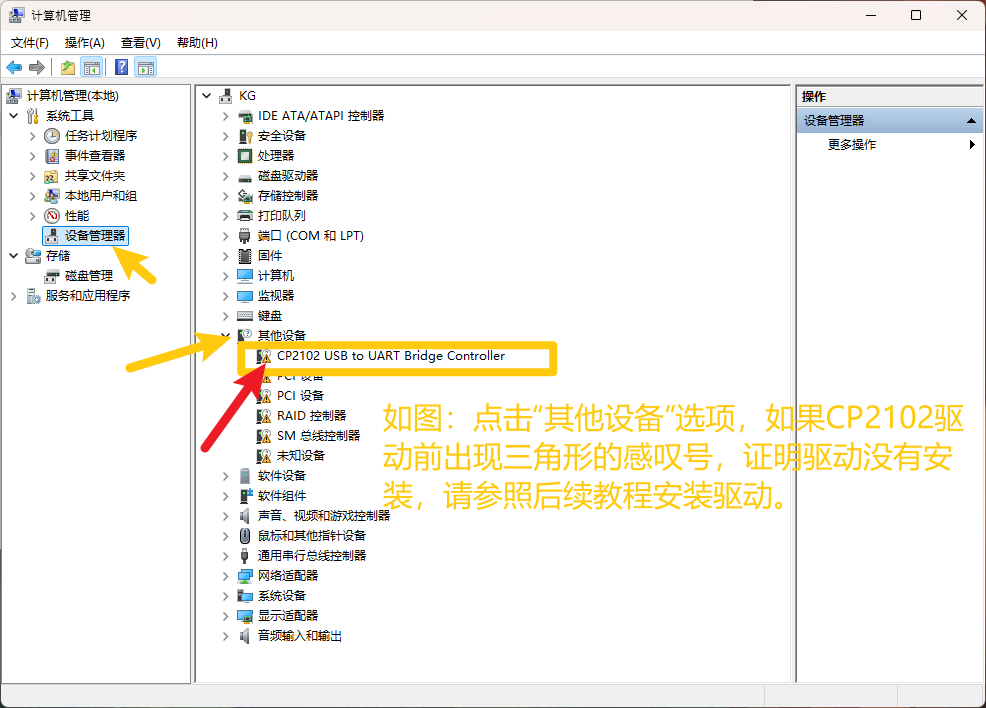 计算机管理
文件(F) 操作(A) 查看(V) 帮助(H)
计算机管理(本地)
系统工具
任务计划程序
事件查看器
共享文件夹
本地用户和组
性能
设备管理器
存储
磁盘管理
服务和应用程序
KG
IDE ATA/ATAPI 控制器
安全设备
处理器
磁盘驱动器
存储控制器
打印队列
端口 (COM 和 LPT)
固件
计算机
监视器
键盘
其他设备
CP2102 USB to UART Bridge Controller
PCI 设备
PCI 设备
RAID 控制器
SM 总线控制器
未知设备
软件设备
软件组件
声音、视频和游戏控制器
鼠标和其他指针设备
通用串行总线控制器
网络适配器
系统设备
显示适配器
音频输入和输出
如图：点击“其他设备”选项，如果CP2102驱
动前出现三角形的感叹号，证明驱动没有安
装，请参照后续教程安装驱动。
操作
设备管理器
更多操作